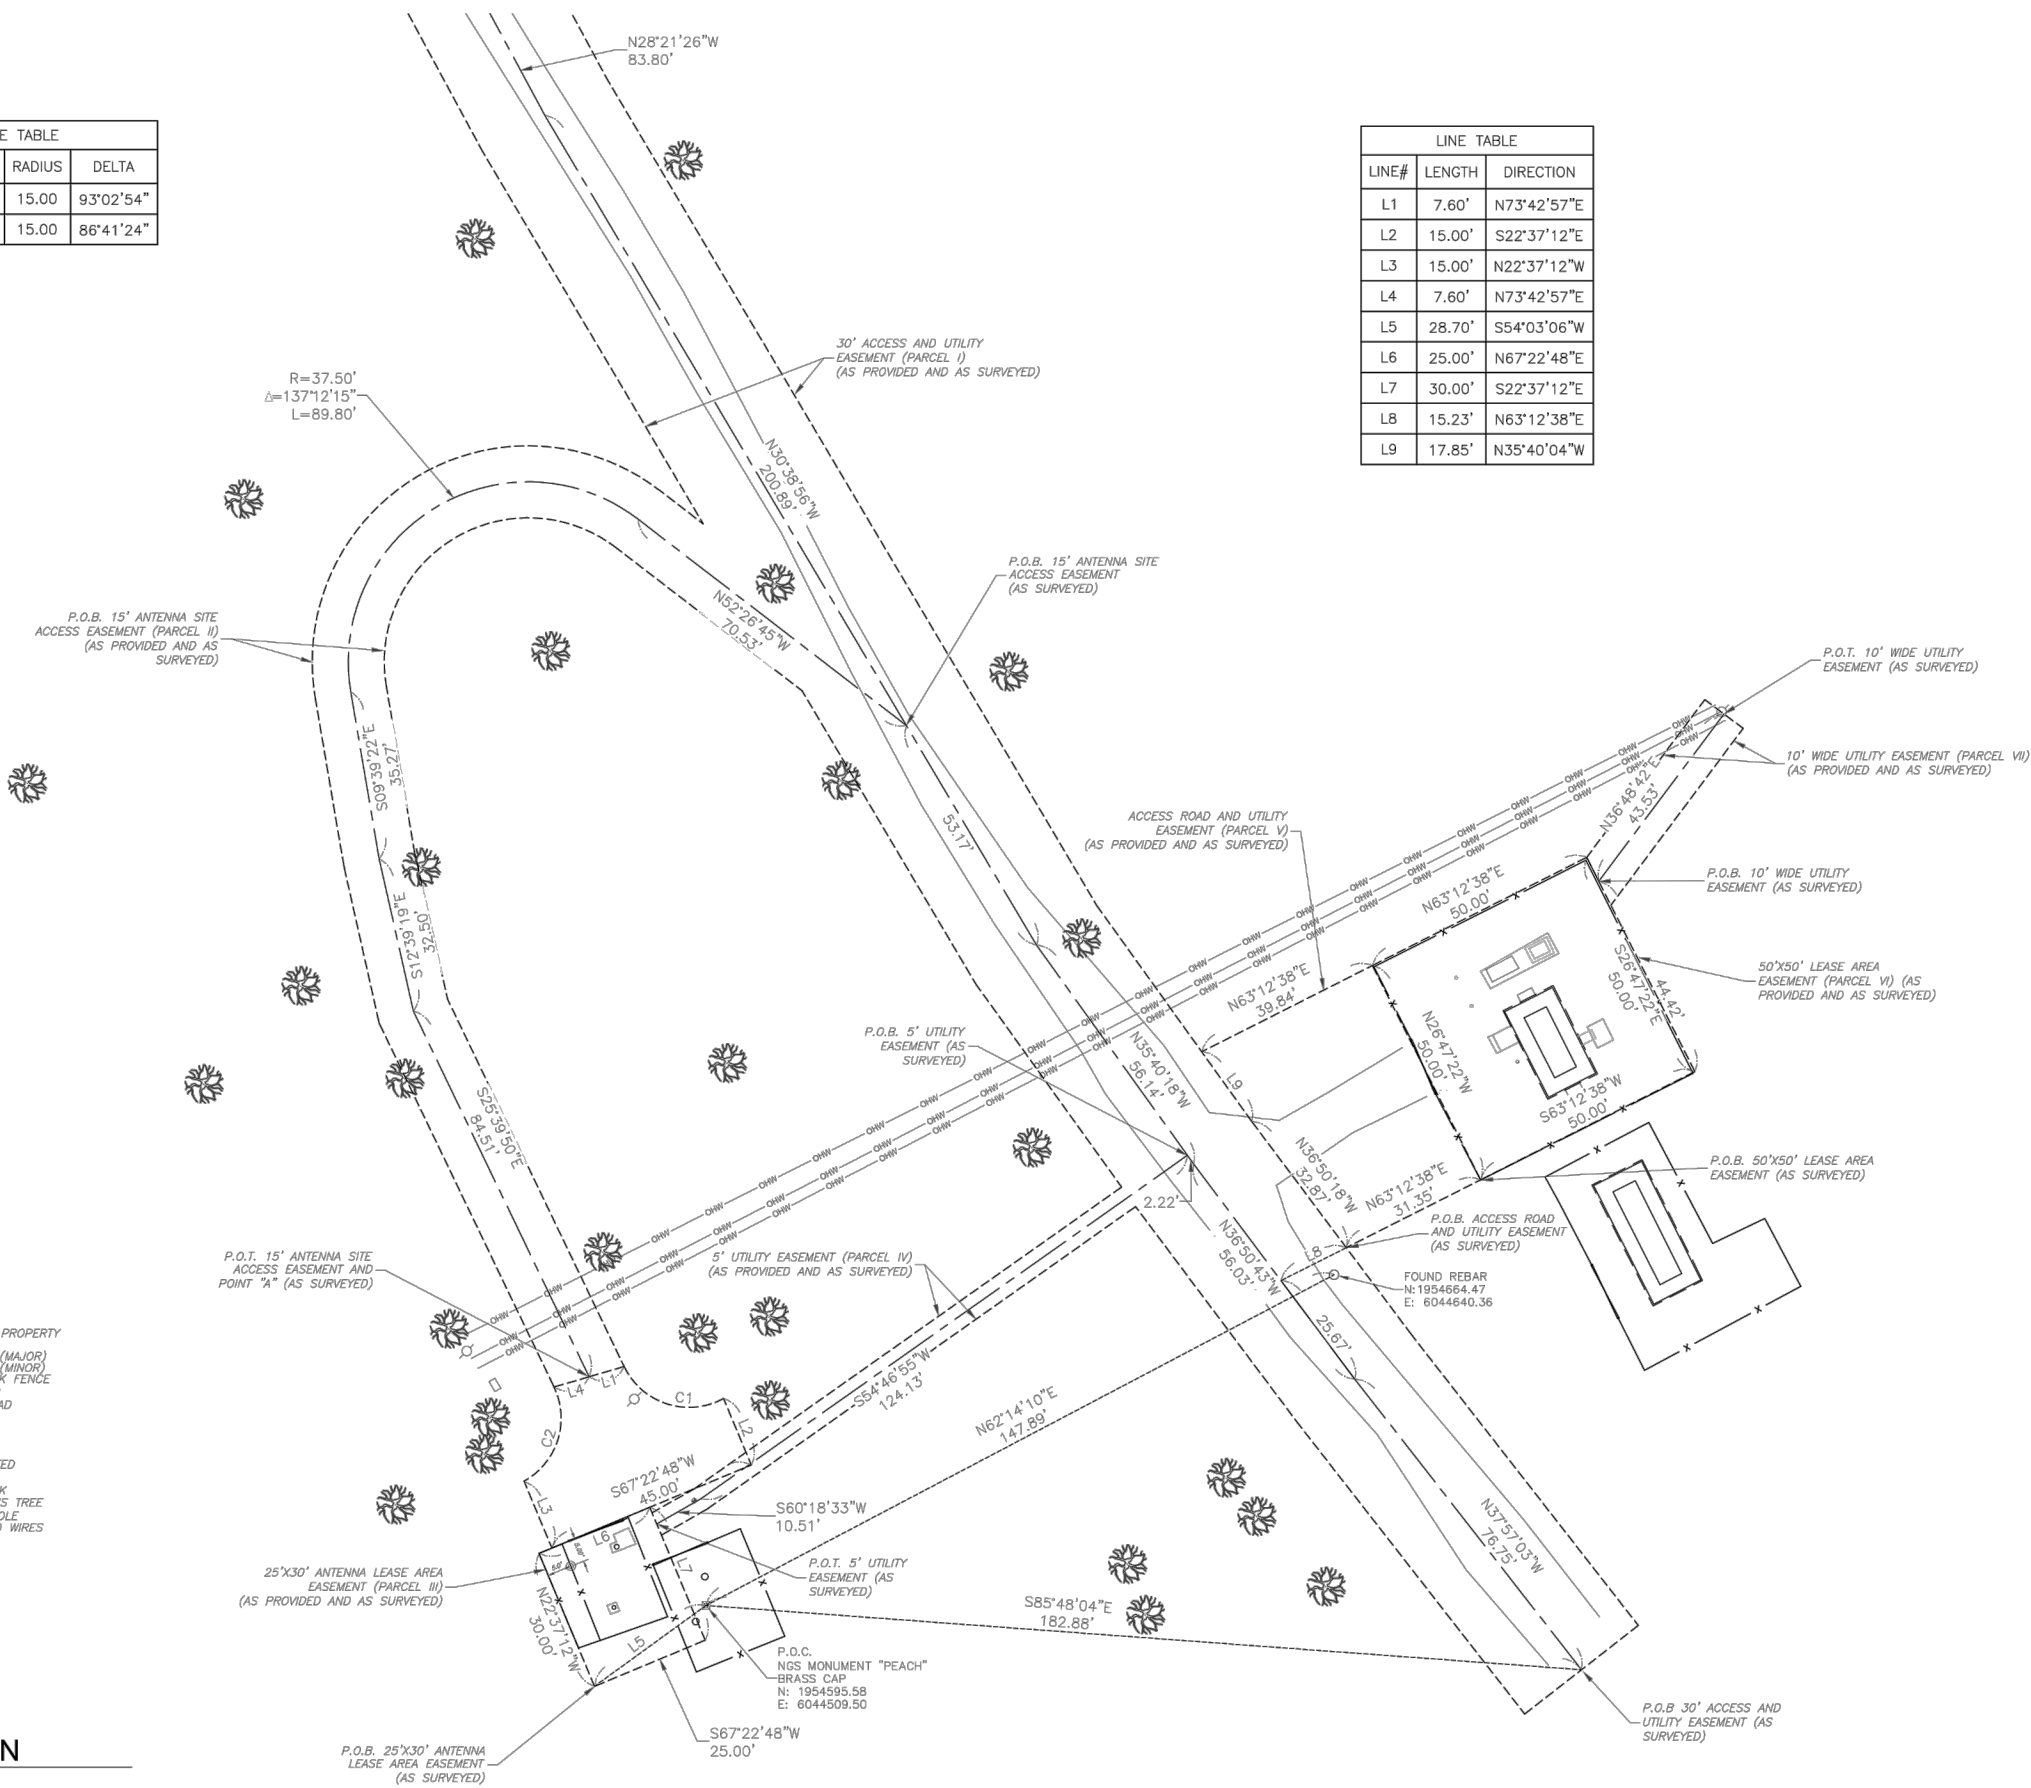 N28°21'26"W
83.80'
E TABLE
RADIUS DELTA
15.00 93°02'54"
15.00 86°41'24"
LINE TABLE
LINE# LENGTH DIRECTION
L1 7.60' N73°42'57"E
L2 15.00' S22°37'12"E
L3 15.00' N22°37'12"W
L4 7.60' N73°42'57"E
L5 28.70' S54°03'06"W
L6 25.00' N67°22'48"E
L7 30.00' S22°37'12"E
L8 15.23' N63°12'38"E
L9 17.85' N35°40'04"W
30' ACCESS AND UTILITY
EASEMENT (PARCEL I)
(AS PROVIDED AND AS SURVEYED)
R=37.50'
Δ=137°12'15"
L=89.80'
N30°38'56"W
200.89'
P.O.B. 15' ANTENNA SITE
ACCESS EASEMENT
(AS SURVEYED)
N52°26'45"W
70.53'
P.O.B. 15' ANTENNA SITE
ACCESS EASEMENT (PARCEL II)
(AS PROVIDED AND AS
SURVEYED)
P.O.T. 10' WIDE UTILITY
EASEMENT (AS SURVEYED)
10' WIDE UTILITY EASEMENT (PARCEL VII)
(AS PROVIDED AND AS SURVEYED)
S09°39'22"E
35.27'
N36°48'42"E
43.53'
53.17'
ACCESS ROAD AND UTILITY
EASEMENT (PARCEL V)
(AS PROVIDED AND AS SURVEYED)
P.O.B. 10' WIDE UTILITY
EASEMENT (AS SURVEYED)
N63°12'38"E
50.00'
S12°39'19"E
32.50'
S26°47'22"E
50.00'
44.42'
50'X50' LEASE AREA
EASEMENT (PARCEL VI) (AS
PROVIDED AND AS SURVEYED)
N63°12'38"E
39.84'
P.O.B. 5' UTILITY
EASEMENT (AS
SURVEYED)
N26°47'22"W
50.00'
N35°40'18"W
56.14'
L9
S63°12'38"W
50.00'
S25°39'50"E
84.51'
N36°50'18"W
32.87'
P.O.B. 50'X50' LEASE AREA
EASEMENT (AS SURVEYED)
2.22'
N63°12'38"E
31.35'
P.O.B. ACCESS ROAD
AND UTILITY EASEMENT
(AS SURVEYED)
N36°50'43"W
56.03'
L8
P.O.T. 15' ANTENNA SITE
ACCESS EASEMENT AND
POINT "A" (AS SURVEYED)
5' UTILITY EASEMENT (PARCEL IV)
(AS PROVIDED AND AS SURVEYED)
FOUND REBAR
N:1954664.47
E: 6044640.36
25.67'
PROPERTY
(MAJOR)
(MINOR)
K FENCE
AD
TED
K
S TREE
OLE
D WIRES
L4
L1
C1
C2
L2
S54°46'55"W
124.13'
N62°14'10"E
147.89'
S67°22'48"W
45.00'
L3
S60°18'33"W
10.51'
L6
5.00'
5.0'
L7
P.O.T. 5' UTILITY
EASEMENT (AS
SURVEYED)
N37°57'03"W
76.75'
25'X30' ANTENNA LEASE AREA
EASEMENT (PARCEL III)
(AS PROVIDED AND AS SURVEYED)
N22°37'12"W
30.00'
L5
S85°48'04"E
182.88'
P.O.C.
NGS MONUMENT "PEACH"
BRASS CAP
N: 1954595.58
E: 6044509.50
S67°22'48"W
25.00'
P.O.B 30' ACCESS AND
UTILITY EASEMENT (AS
SURVEYED)
P.O.B. 25'X30' ANTENNA
LEASE AREA EASEMENT
(AS SURVEYED)
N